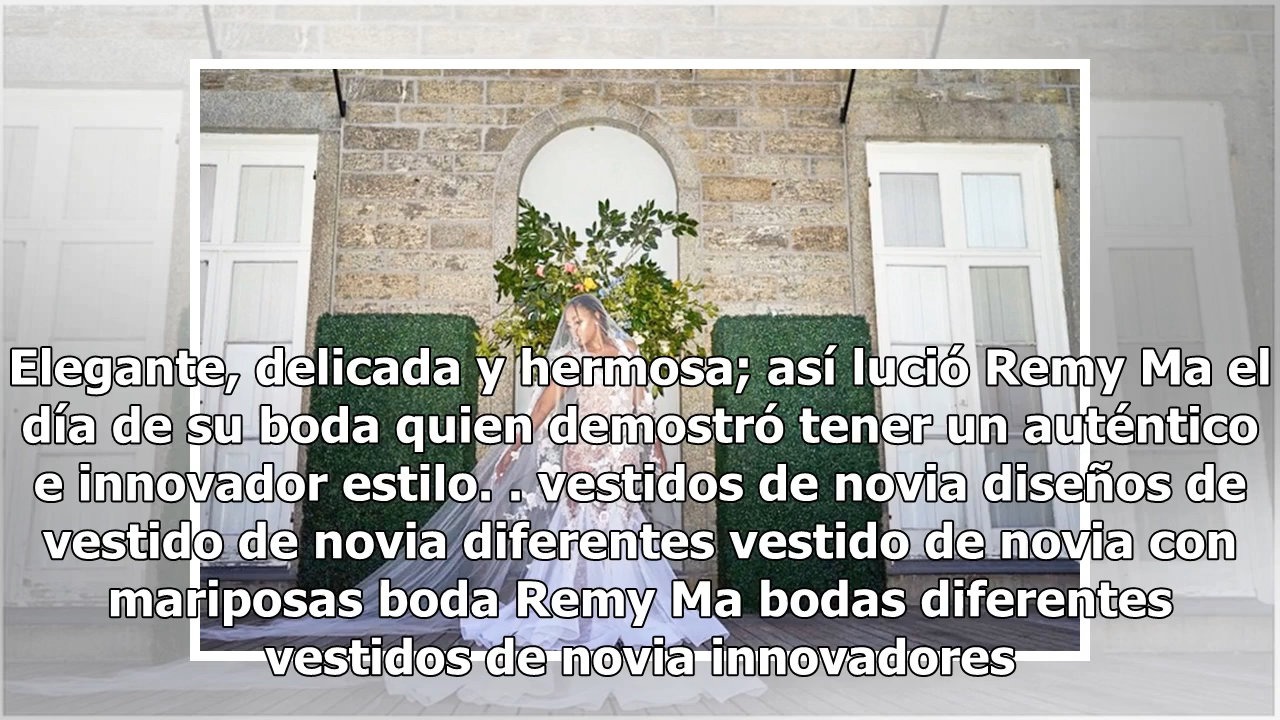 Elegante, delicada y hermosa; así lució Remy Ma el
día de su boda quien demostró tener un auténtico
e innovador estilo. . vestidos de novia diseños de
vestido de novia diferentes vestido de novia con
mariposas boda Remy Ma bodas diferentes
vestidos de novia innovadores